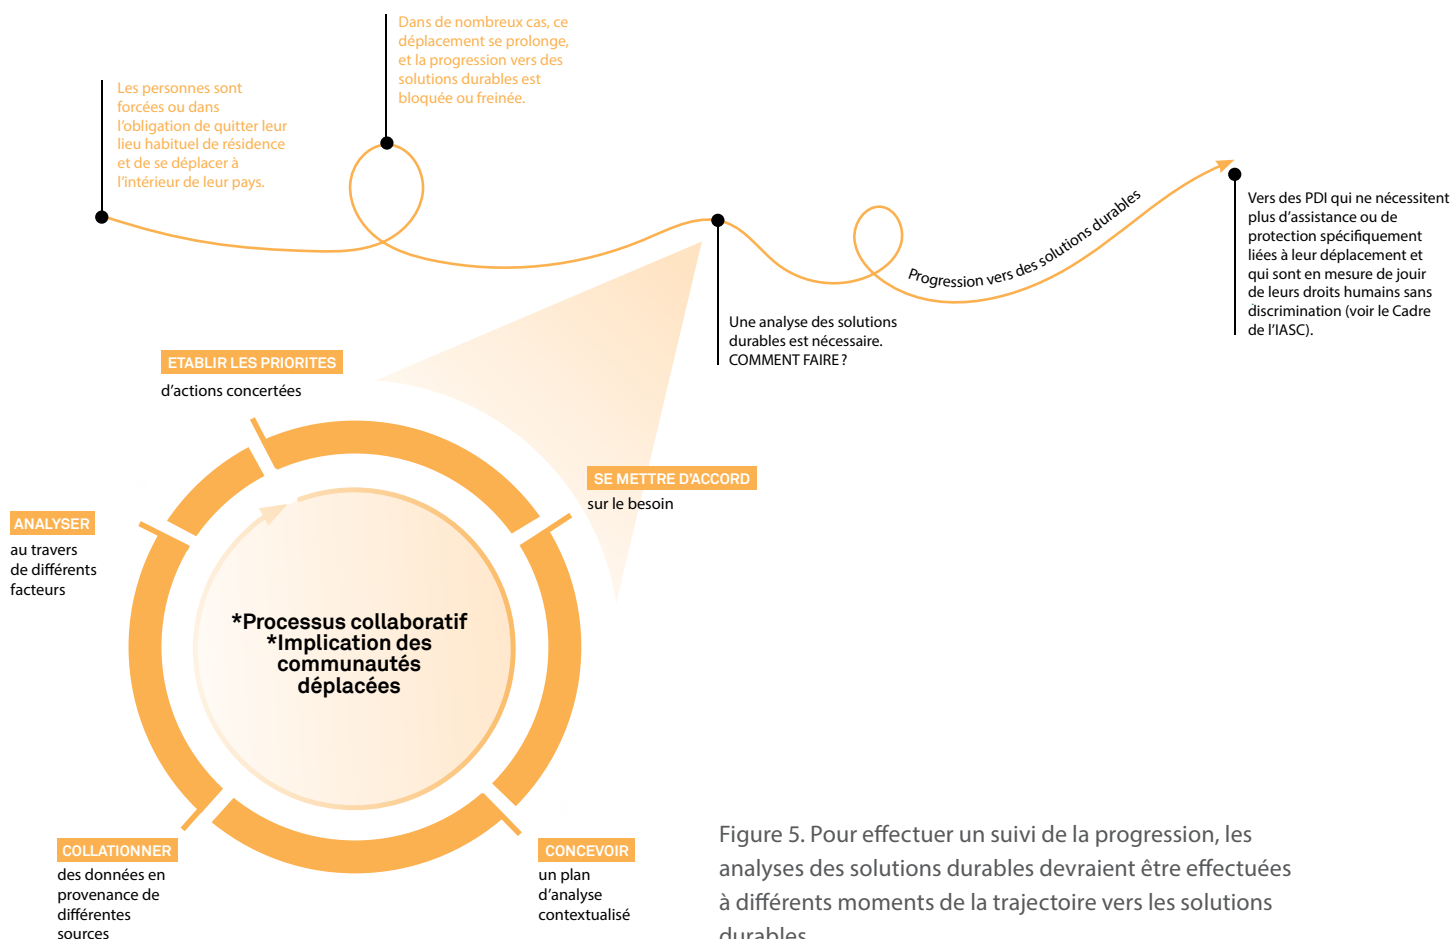 Dans de nombreux cas, ce
déplacement se prolonge,
et la progression vers des
solutions durables est
bloquée ou freinée.
Les personnes sont
forcées ou dans
l'obligation de quitter leur
lieu habituel de résidence
et de se déplacer à
l'intérieur de leur pays.
Progression vers des solutions durables
Vers des PDI qui ne nécessitent
plus d'assistance ou de
protection spécifiquement
liées à leur déplacement et
qui sont en mesure de jouir
de leurs droits humains sans
discrimination (voir le Cadre
de l'IASC).
Une analyse des solutions
durables est nécessaire.
COMMENT FAIRE ?
ETABLIR LES PRIORITES
d'actions concertées
SE METTRE D'ACCORD
sur le besoin
ANALYSER
au travers
de différents
facteurs
*Processus collaboratif
*Implication des
communautés
déplacées
COLLATIONNER
des données en
provenance de
différentes
sources
CONCEVOIR
un plan
d'analyse
contextualisé
Figure 5. Pour effectuer un suivi de la progression, les
analyses des solutions durables devraient être effectuées
à différents moments de la trajectoire vers les solutions
durables